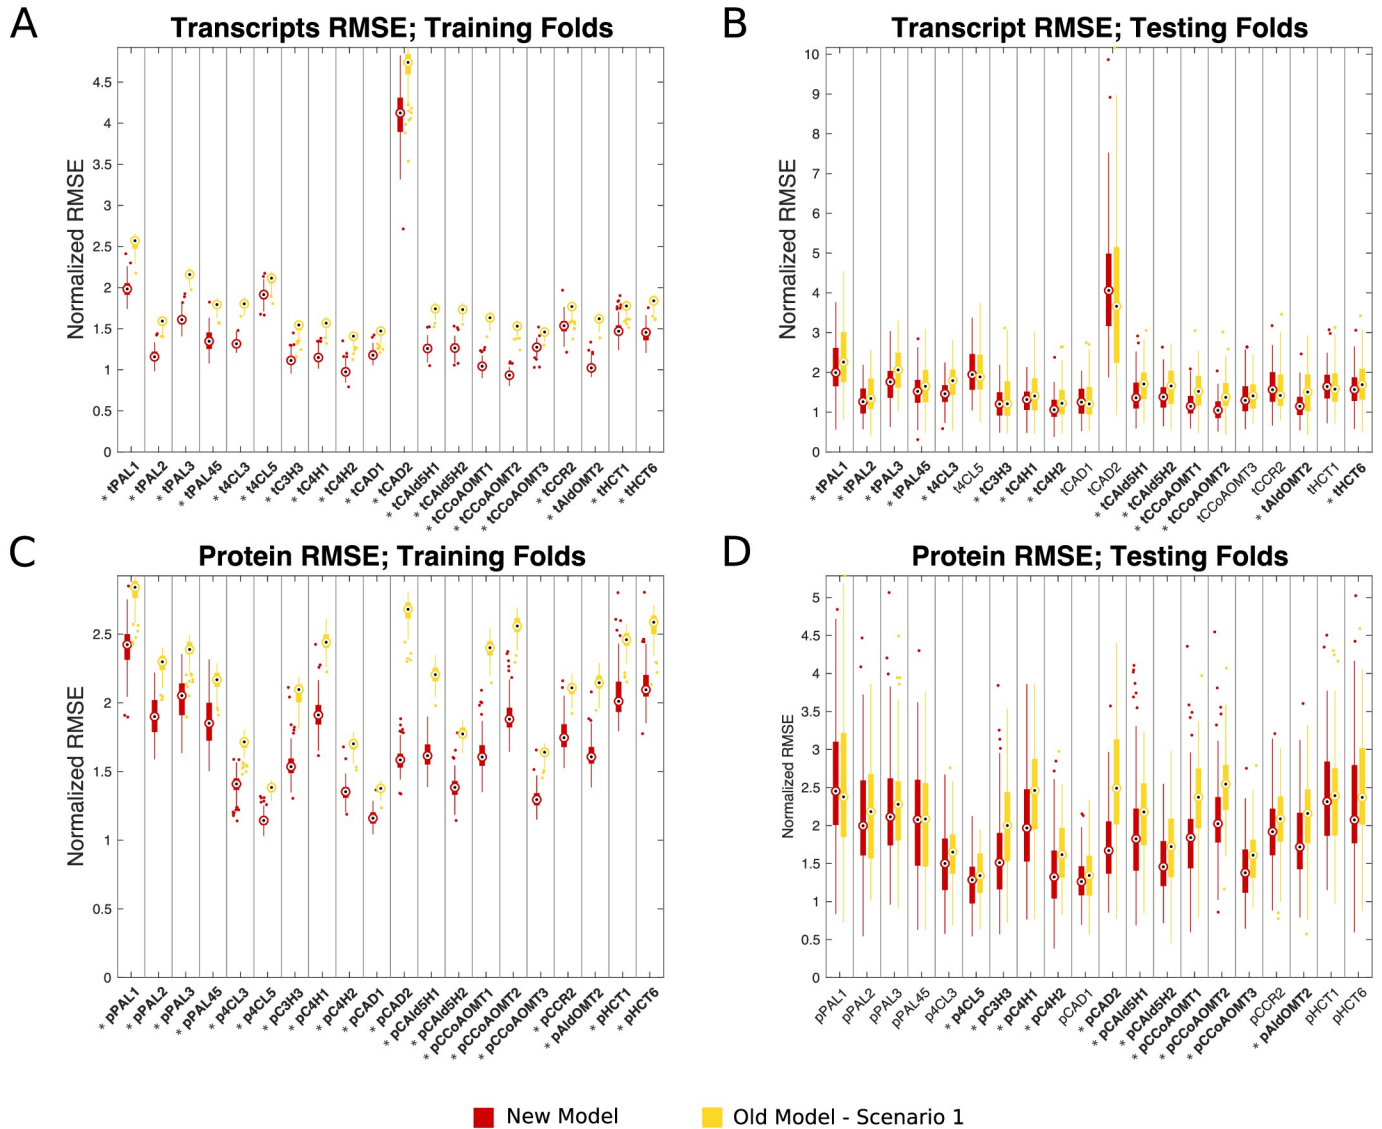 A
Transcripts RMSE; Training Folds
Normalized RMSE
4.5
4
3.5
3
2.5
2
1.5
1
0.5
0
* tPAL1
* tPAL2
* tPAL3
* tPAL45
* t4CL3
* t4CL5
* tC3H3
* tC4H1
* tC4H2
* tCAD1
* tCAD2
* tCAld5H1
* tCAld5H2
* tCCoAOMT1
* tCCoAOMT2
* tCCoAOMT3
* tCCR2
* tAldOMT2
* tHCT1
* tHCT6
B
Transcript RMSE; Testing Folds
Normalized RMSE
10
9
8
7
6
5
4
3
2
1
0
* tPAL1
* tPAL2
* tPAL3
* tPAL45
* t4CL3
t4CL5
* tC3H3
* tC4H1
* tC4H2
tCAD1
tCAD2
* tCAld5H1
* tCAld5H2
* tCCoAOMT1
* tCCoAOMT2
tCCoAOMT3
tCCR2
* tAldOMT2
tHCT1
* tHCT6
C
Protein RMSE; Training Folds
Normalized RMSE
2.5
2
1.5
1
0.5
0
* pPAL1
* pPAL2
* pPAL3
* pPAL45
* p4CL3
* p4CL5
* pC3H3
* pC4H1
* pC4H2
* pCAD1
* pCAD2
* pCAld5H1
* pCAld5H2
* pCCoAOMT1
* pCCoAOMT2
* pCCoAOMT3
* pCCR2
* pAldOMT2
* pHCT1
* pHCT6
D
Protein RMSE; Testing Folds
Normalized RMSE
5
4.5
4
3.5
3
2.5
2
1.5
1
0.5
0
pPAL1
pPAL2
pPAL3
pPAL45
p4CL3
* p4CL5
* pC3H3
* pC4H1
* pC4H2
pCAD1
* pCAD2
* pCAld5H1
* pCAld5H2
* pCCoAOMT1
* pCCoAOMT2
* pCCoAOMT3
pCCR2
* pAldOMT2
pHCT1
pHCT6
New Model
Old Model - Scenario 1